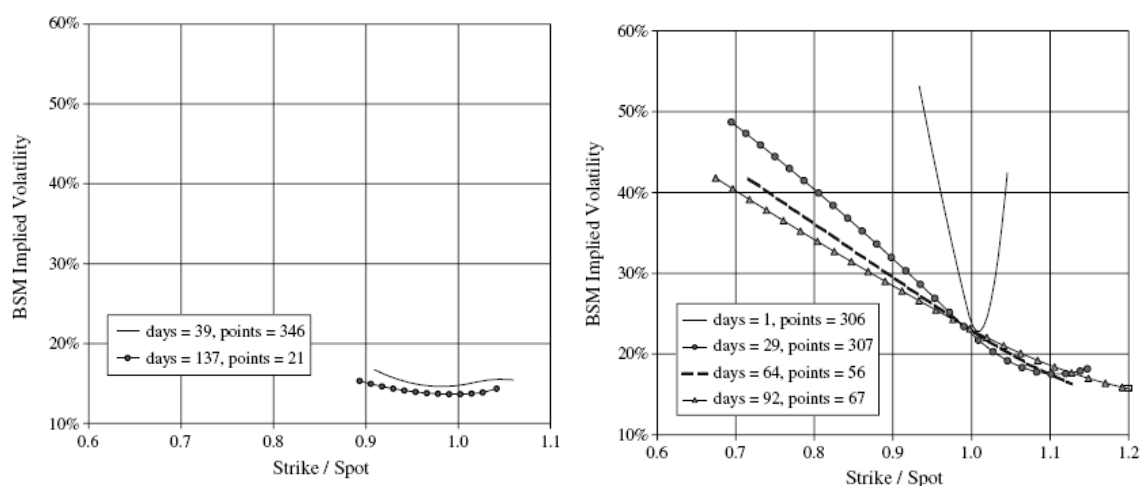 60%
50%
40%
30%
20%
10%
BSM Implied Volatility
days = 39, points = 346
days = 137, points = 21
0.6 0.7 0.8 0.9 1.0 1.1
Strike / Spot
60%
50%
40%
30%
20%
10%
BSM Implied Volatility
days = 1, points = 306
days = 29, points = 307
days = 64, points = 56
days = 92, points = 67
0.6 0.7 0.8 0.9 1.0 1.1 1.2
Strike / Spot